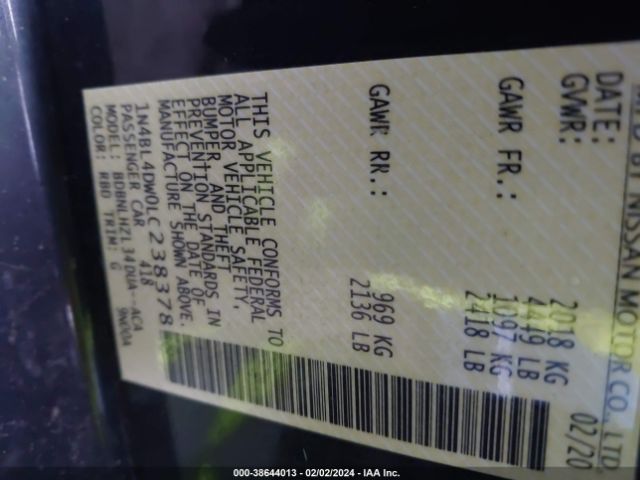 MFD BY NISSAN MOTOR CO., LTD.
DATE: 02/20
GVWR: 2018 KG
4449 LB
GAWR FR.: 1097 KG
2418 LB
GAWR RR.: 969 KG
2136 LB
THIS VEHICLE CONFORMS TO
ALL APPLICABLE FEDERAL
MOTOR VEHICLE SAFETY,
BUMPER, AND THEFT
PREVENTION STANDARDS IN
EFFECT ON THE DATE OF
MANUFACTURE SHOWN ABOVE.
1N4BL4DW0LC238378
PASSENGER CAR 418
MODEL: BDBNLHZL34DUA--ACA
COLOR: RBD TRIM: G
000-38644013 - 02/02/2024 - IAA Inc.